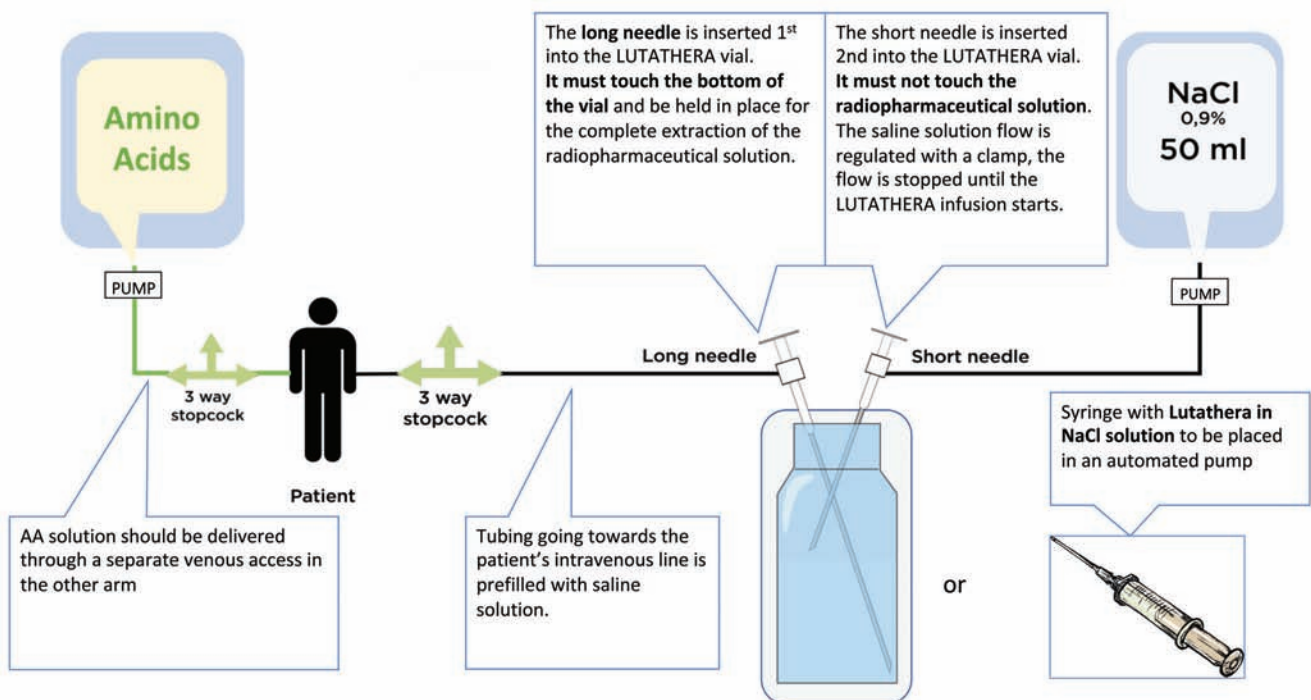 Amino
Acids
PUMP
The long needle is inserted 1st
into the LUTATHERA vial.
It must touch the bottom of
the vial and be held in place for
the complete extraction of the
radiopharmaceutical solution.
The short needle is inserted
2nd into the LUTATHERA vial.
It must not touch the
radiopharmaceutical solution.
The saline solution flow is
regulated with a clamp, the
flow is stopped until the
LUTATHERA infusion starts.
NaCl
0,9%
50 ml
PUMP
3 way
stopcock
Patient
3 way
stopcock
Long needle
Short needle
AA solution should be delivered
through a separate venous access in
the other arm
Tubing going towards the
patient's intravenous line is
prefilled with saline
solution.
or
Syringe with Lutathera in
NaCl solution to be placed
in an automated pump